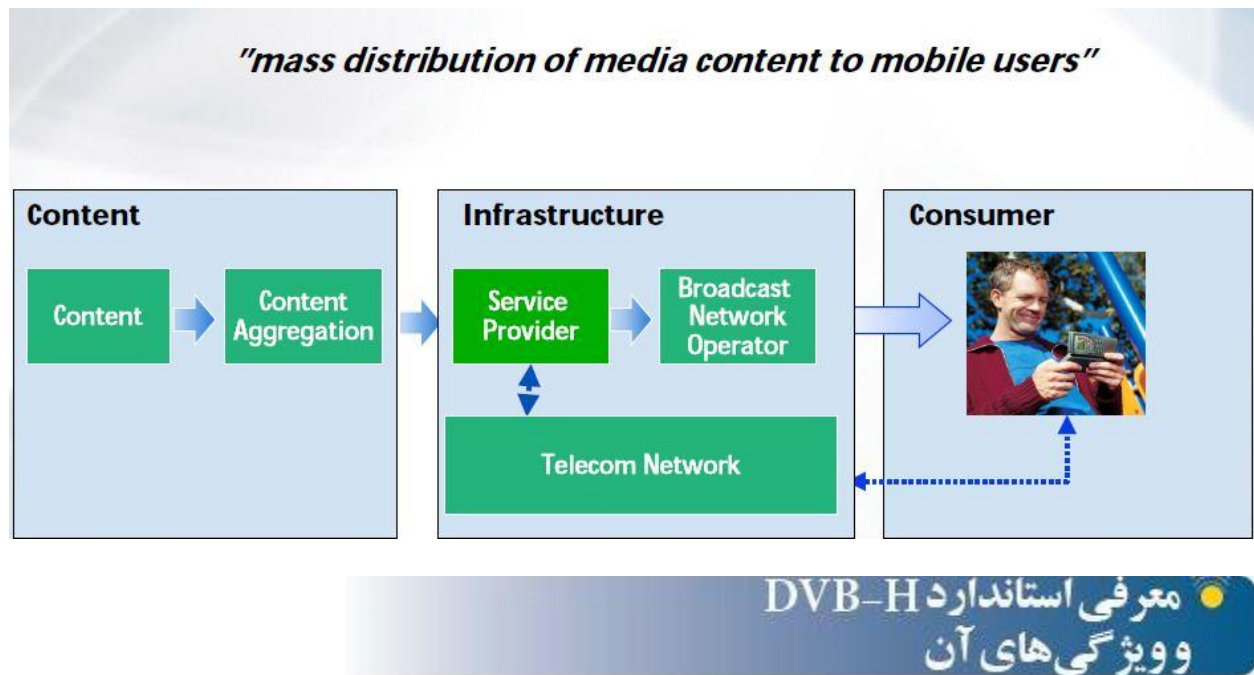 "mass distribution of media content to mobile users"
Content
Infrastructure
Consumer
Content
Content
Aggregation
Service
Provider
Broadcast
Network
Operator
Telecom Network
معرفی استاندارد DVB-H
و ویژگی‌های آن